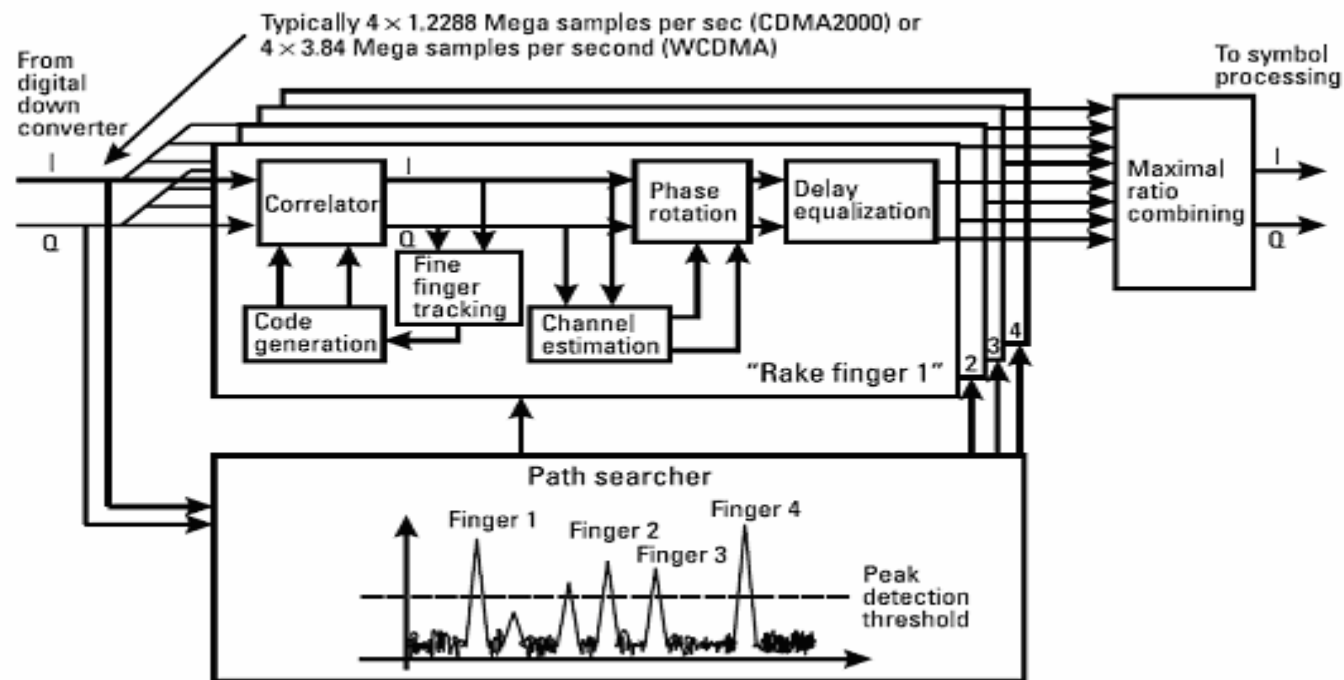 Typically 4 × 1.2288 Mega samples per sec (CDMA2000) or
4 × 3.84 Mega samples per second (WCDMA)
From
digital
down
converter
To symbol
processing
I
Q
Correlator
I
Q
Phase
rotation
Delay
equalization
Maximal
ratio
combining
I
Q
Fine
finger
tracking
Code
generation
Channel
estimation
"Rake finger 1"
2
3
4
Path searcher
Finger 1
Finger 2
Finger 3
Finger 4
Peak
detection
threshold